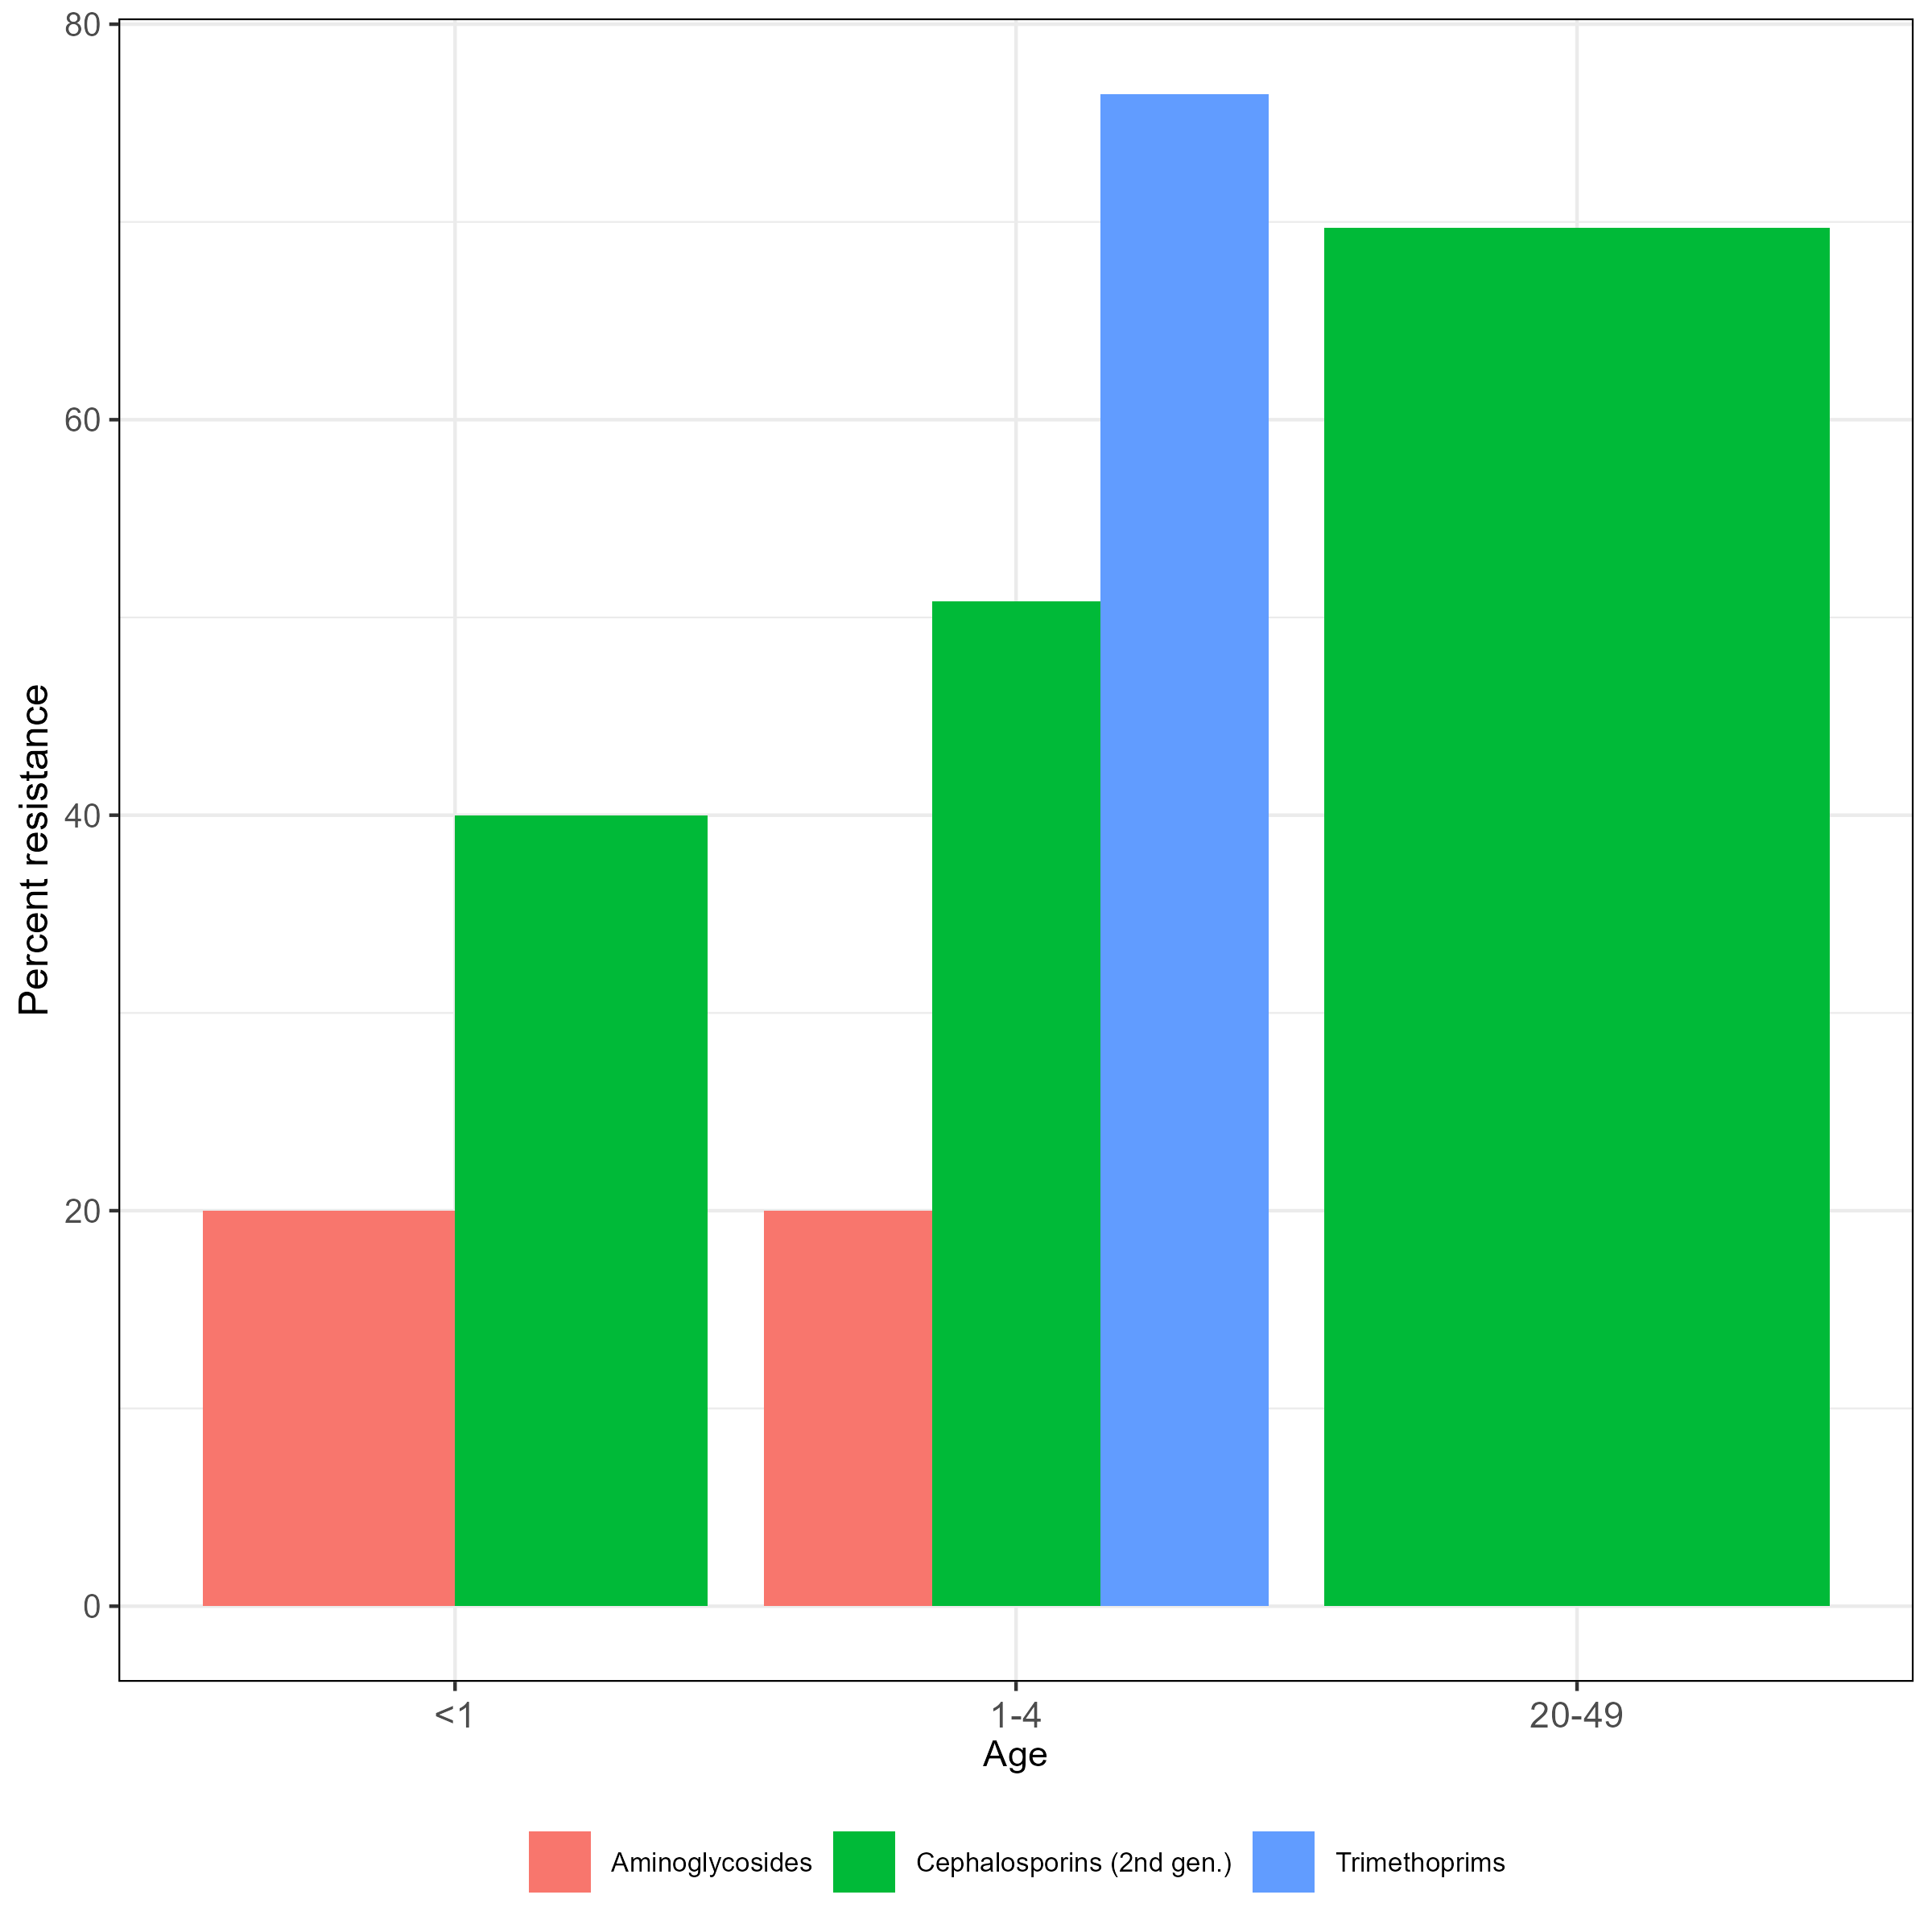 Percent resistance
80
60
40
20
0
<1 1-4 20-49
Age
Aminoglycosides Cephalosporins (2nd gen.) Trimethoprims